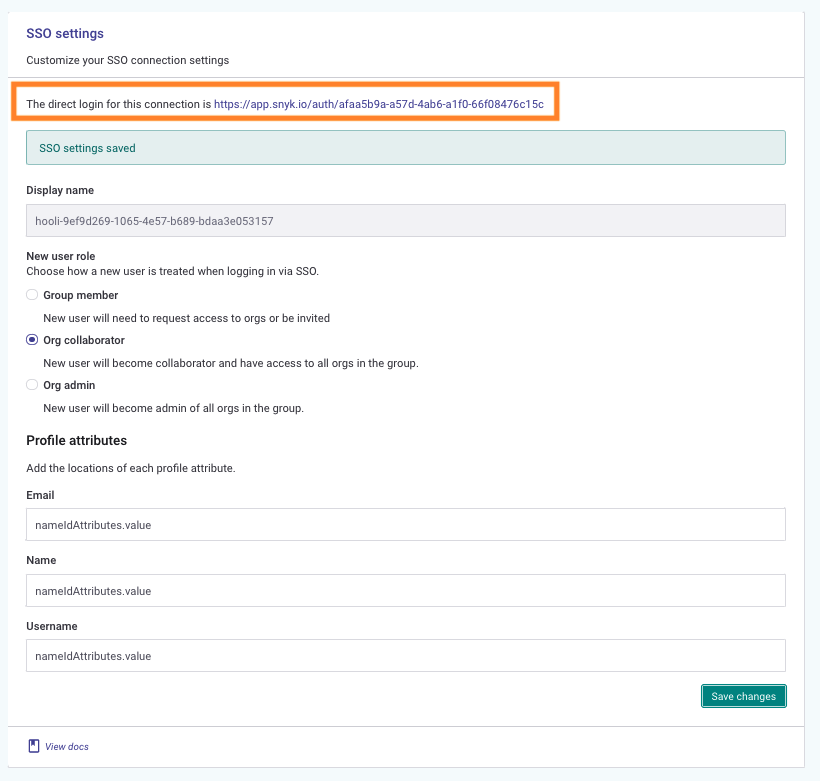 SSO settings
Customize your SSO connection settings
The direct login for this connection is https://app.snyk.io/auth/afaa5b9a-a57d-4ab6-a1f0-66f08476c15c
SSO settings saved
Display name
hooli-9ef9d269-1065-4e57-b689-bdaa3e053157
New user role
Choose how a new user is treated when logging in via SSO.
Group member
New user will need to request access to orgs or be invited
Org collaborator
New user will become collaborator and have access to all orgs in the group.
Org admin
New user will become admin of all orgs in the group.
Profile attributes
Add the locations of each profile attribute.
Email
nameIdAttributes.value
Name
nameIdAttributes.value
Username
nameIdAttributes.value
Save changes
View docs